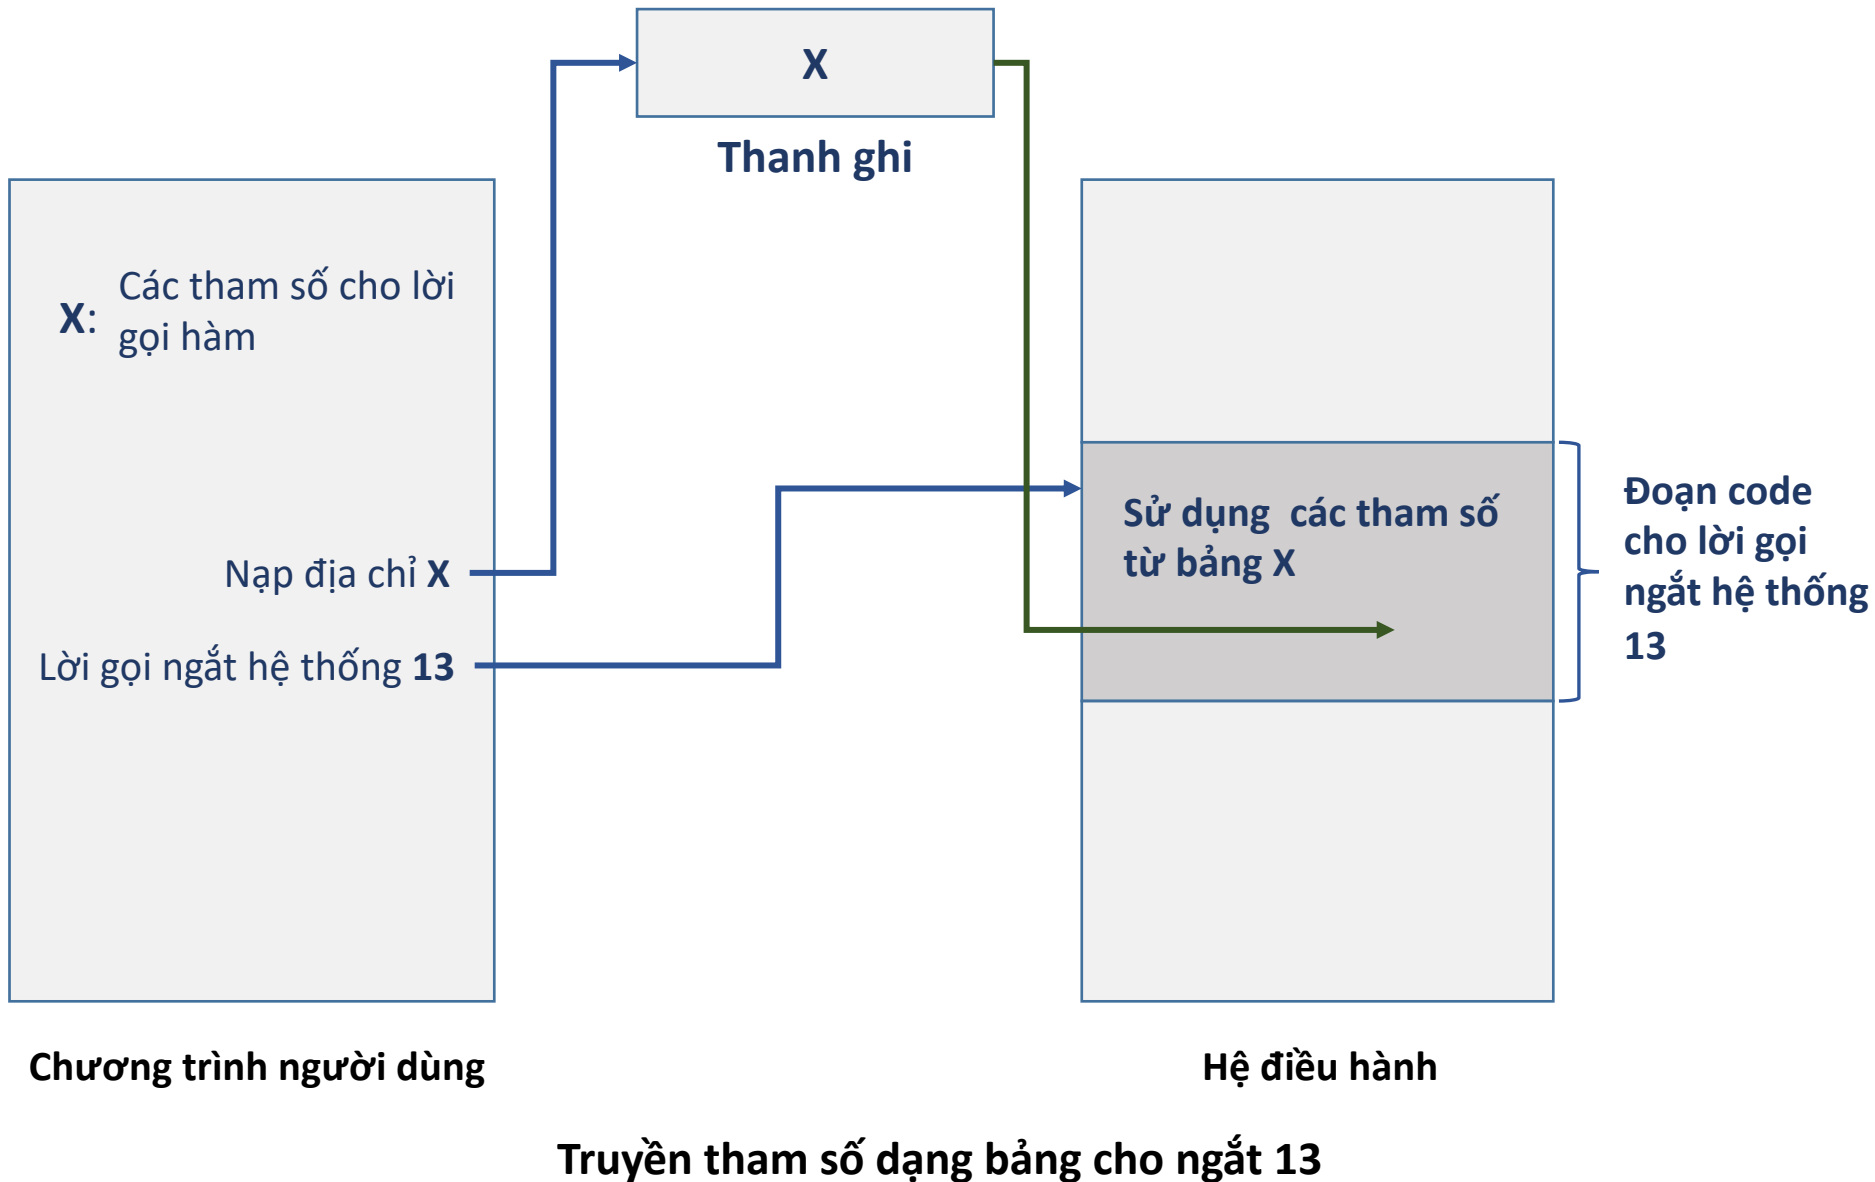 X
Thanh ghi
Các tham số cho lời
X:
gọi hàm
Nạp địa chỉ X
Lời gọi ngắt hệ thống 13
Sử dụng các tham số
từ bảng X
Đoạn code
cho lời gọi
ngắt hệ thống
13
Chương trình người dùng
Hệ điều hành
Truyền tham số dạng bảng cho ngắt 13